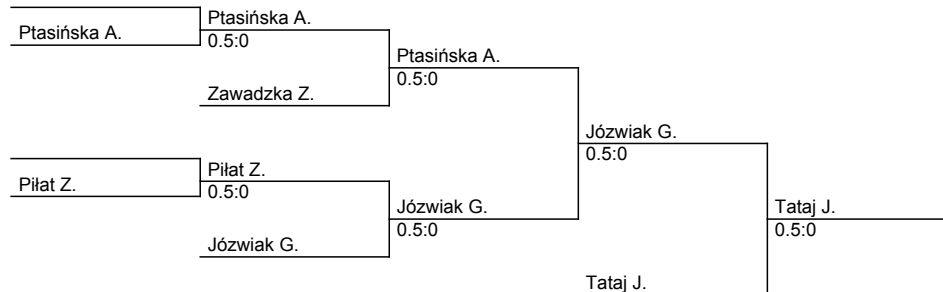 Ptasińska A.
Ptasińska A.
0.5:0
Ptasińska A.
0.5:0
Zawadzka Z.
Józwiak G.
0.5:0
Piłat Z.
Piłat Z.
0.5:0
Józwiak G.
0.5:0
Tataj J.
0.5:0
Józwiak G.
Tataj J.